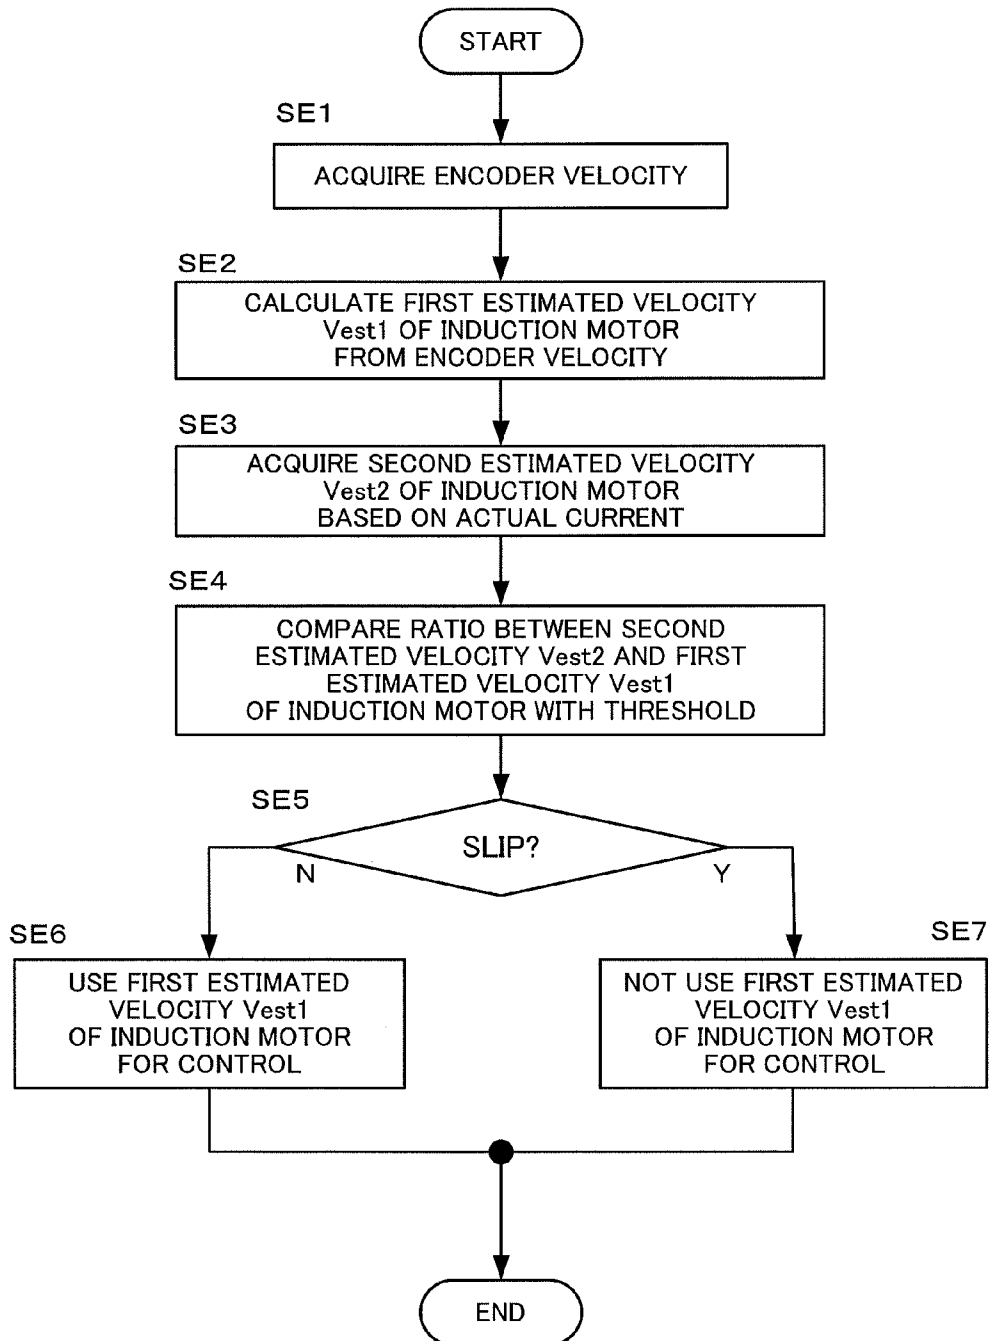 START
SE1
ACQUIRE ENCODER VELOCITY
SE2
CALCULATE FIRST ESTIMATED VELOCITY
Vest1 OF INDUCTION MOTOR
FROM ENCODER VELOCITY
SE3
ACQUIRE SECOND ESTIMATED VELOCITY
Vest2 OF INDUCTION MOTOR
BASED ON ACTUAL CURRENT
SE4
COMPARE RATIO BETWEEN SECOND
ESTIMATED VELOCITY Vest2 AND FIRST
ESTIMATED VELOCITY Vest1
OF INDUCTION MOTOR WITH THRESHOLD
SE5
SLIP?
N
Y
SE6
USE FIRST ESTIMATED
VELOCITY Vest1
OF INDUCTION MOTOR
FOR CONTROL
SE7
NOT USE FIRST ESTIMATED
VELOCITY Vest1
OF INDUCTION MOTOR
FOR CONTROL
END